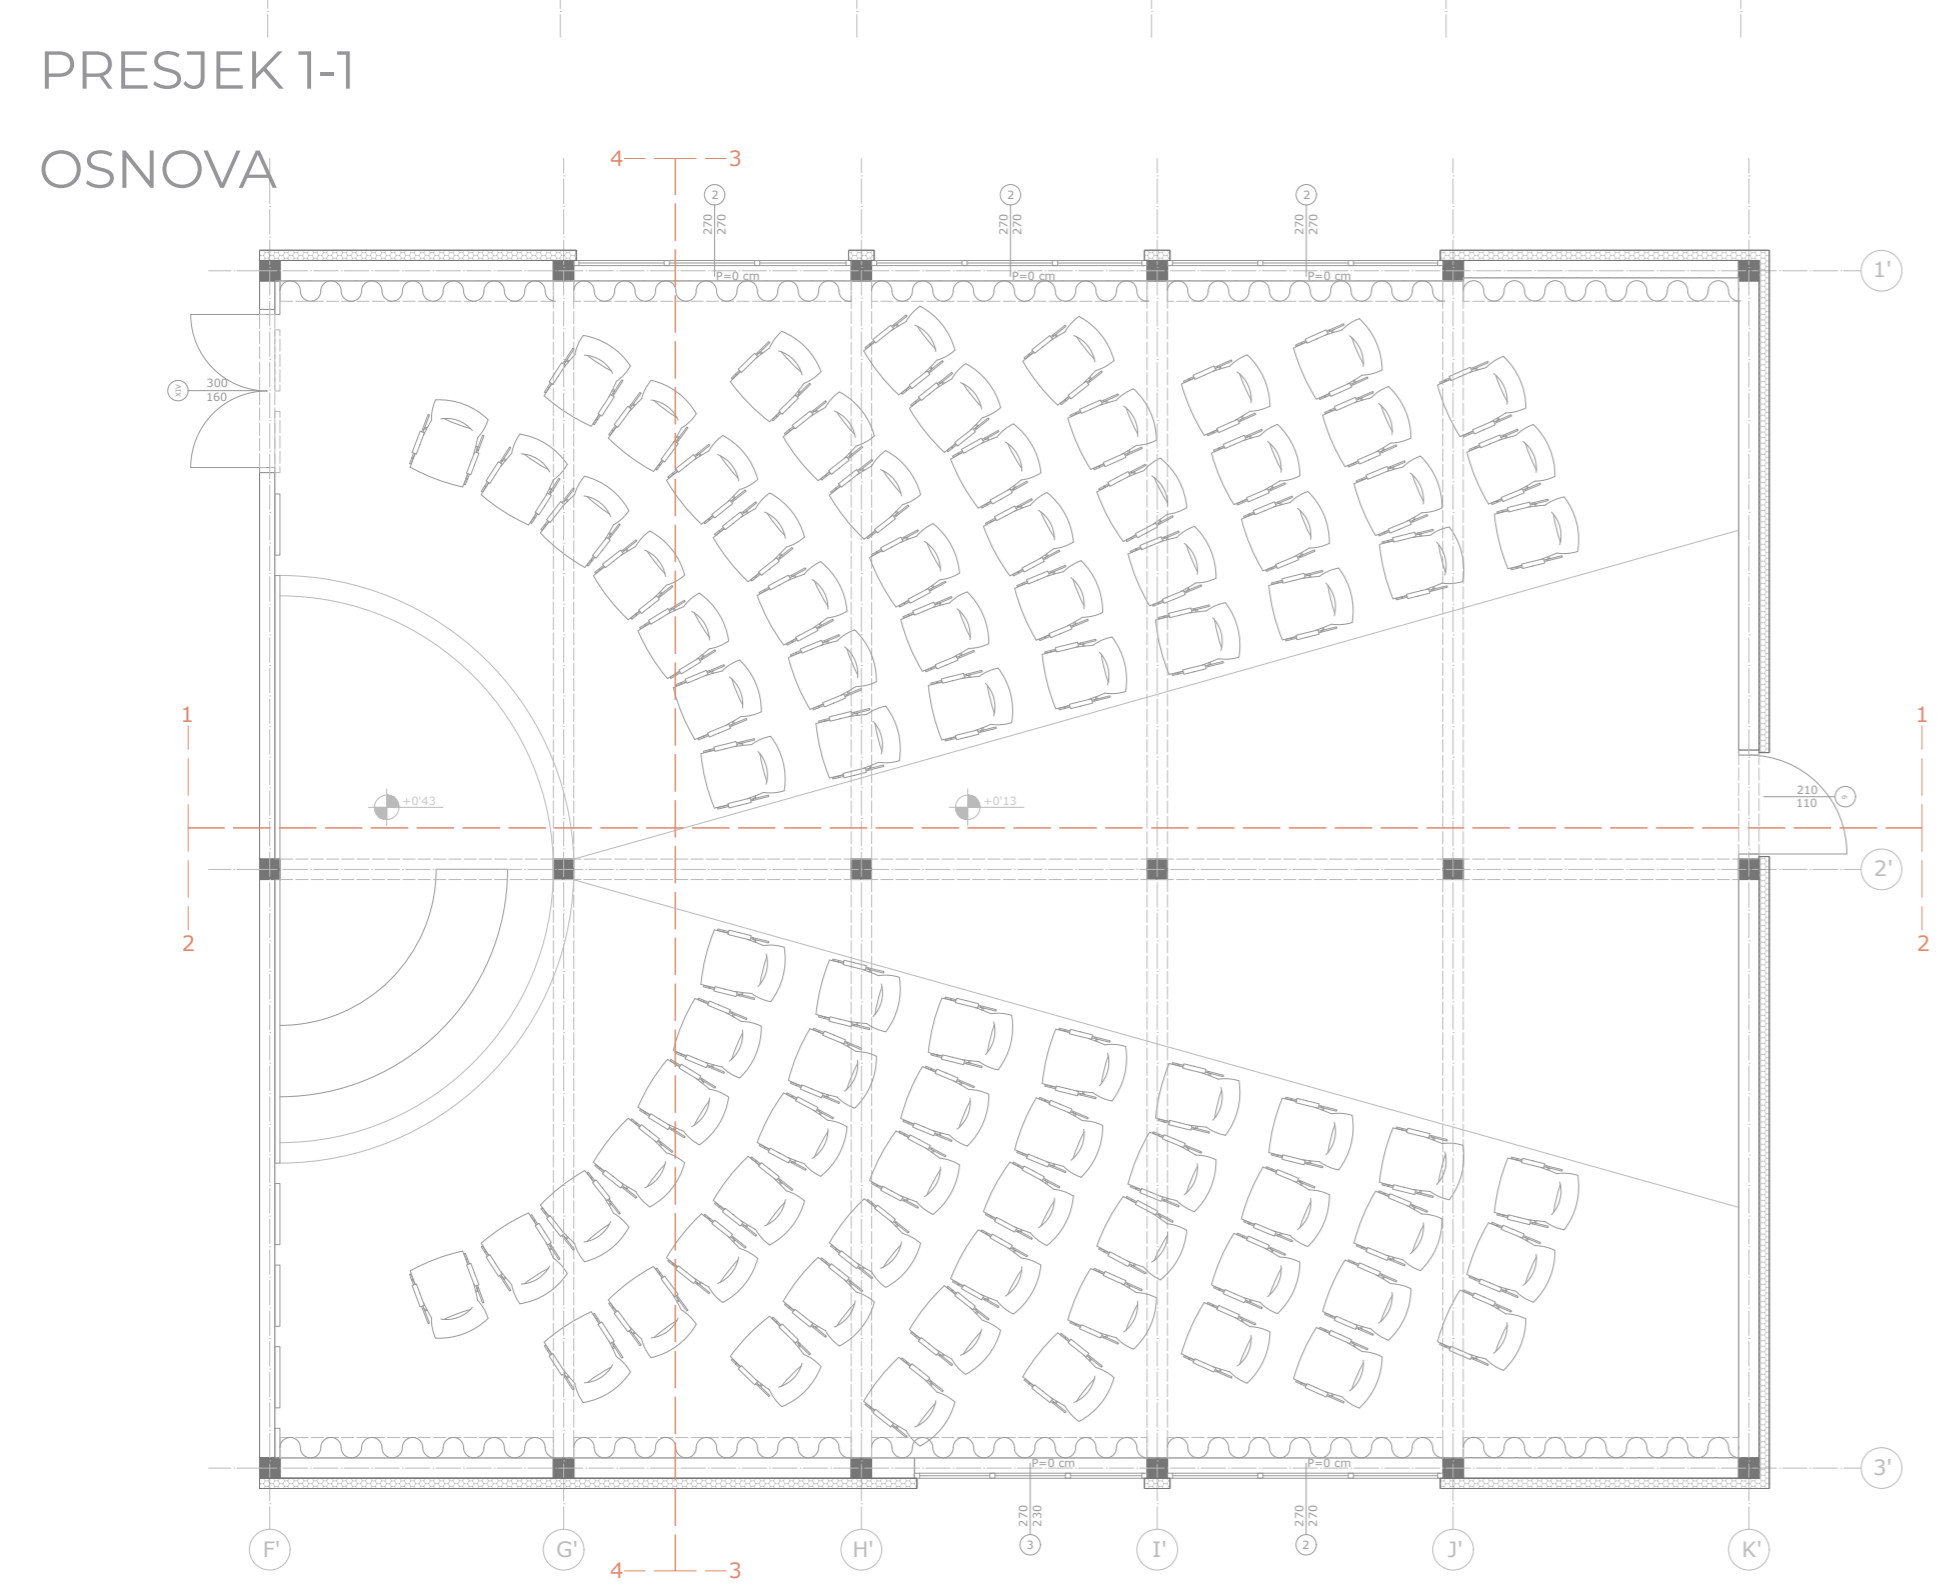 PRESJEK 1-1
OSNOVA
4 3
2 2 2
270 270 270
270 270 270
P=0 cm P=0 cm P=0 cm
1'
XIV 300
160
1 1
+0'43 +0'13
210
110 9
2'
2 2
P=0 cm P=0 cm
3'
270 270
230 270
3 2
F' G' H' I' J' K'
4 3